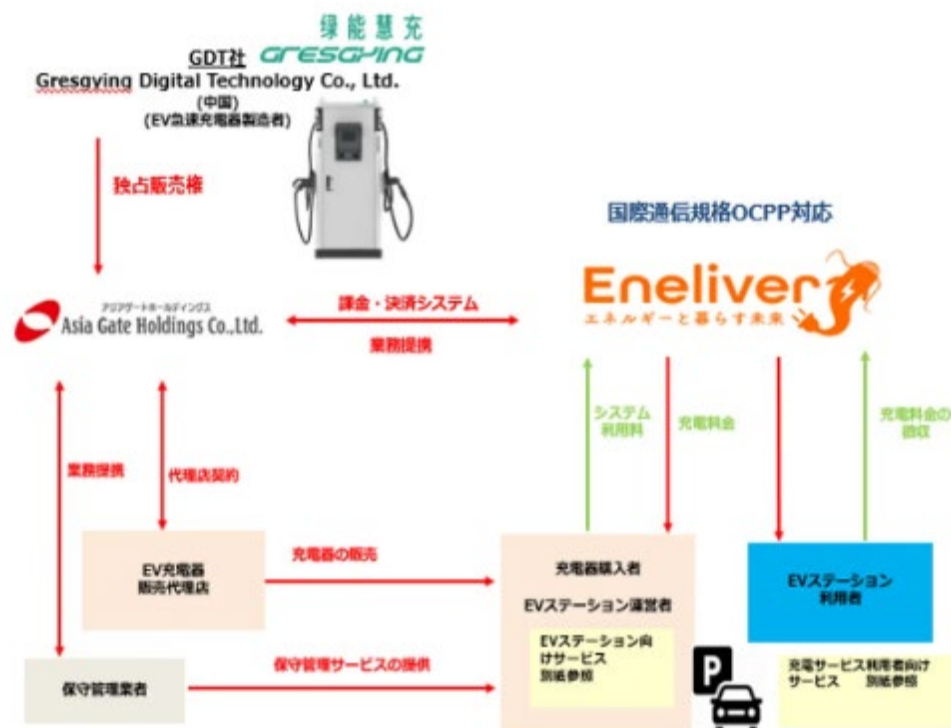 绿能慧充
GDT社 GRESGYING
Gresgying Digital Technology Co., Ltd.
(中国)
(EV急速充電器製造者)
独占販売権
国際通信規格OCPP対応
アジアゲートホールディングス
Asia Gate Holdings Co.,Ltd.
課金・決済システム
業務提携
Eneliver
エネルギーと暮らす未来
システム
利用料
充電料金
充電料金の
徴収
業務提携
代理店契約
EV充電器
販売代理店
充電器の販売
充電器購入者
EVステーション運営者
EVステーション向
けサービス
別紙参照
EVステーション
利用者
保守管理業者
保守管理サービスの提供
P
充電サービス利用者向け
サービス 別紙参照